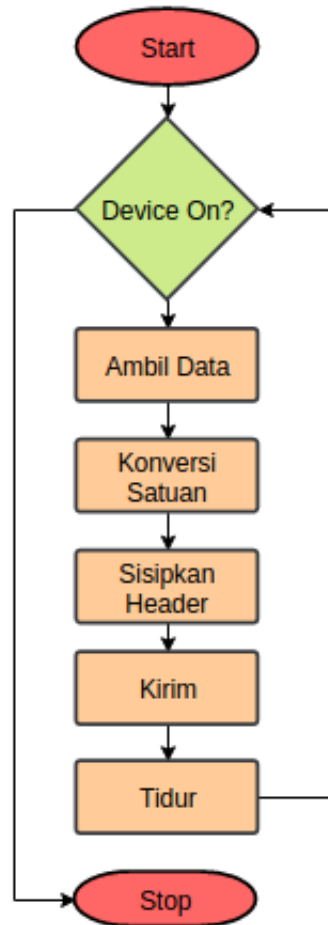 Start
Device On?
Ambil Data
Konversi
Satuan
Sisipkan
Header
Kirim
Tidur
Stop